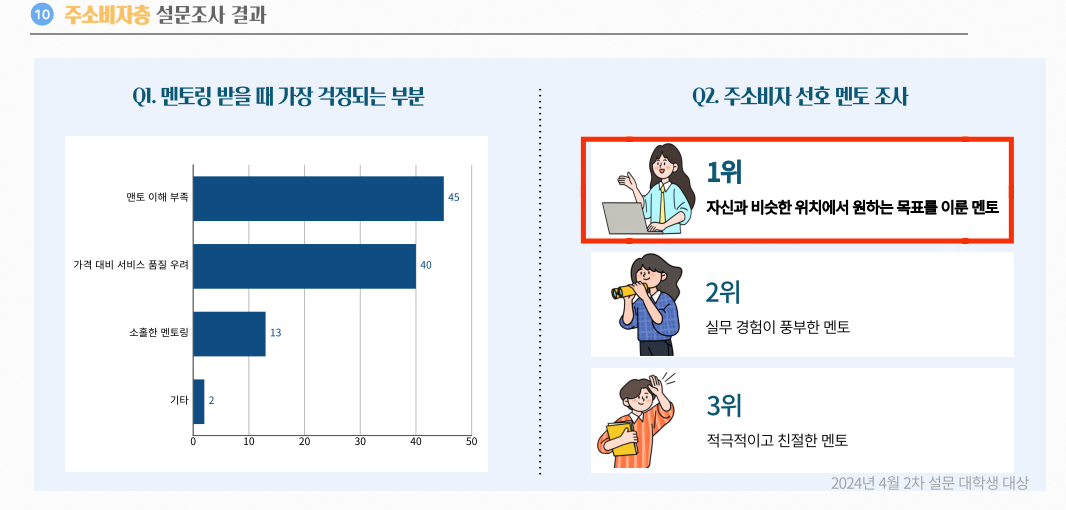 10 주소비자층 설문조사 결과
Q1. 멘토링 받을 때 가장 걱정되는 부분
맨토 이해 부족
45
가격 대비 서비스 품질 우려
40
소홀한 멘토링
13
기타
2
0 10 20 30 40 50
Q2. 주소비자 선호 멘토 조사
1위
자신과 비슷한 위치에서 원하는 목표를 이룬 멘토
2위
실무 경험이 풍부한 멘토
3위
적극적이고 친절한 멘토
2024년 4월 2차 설문 대학생 대상